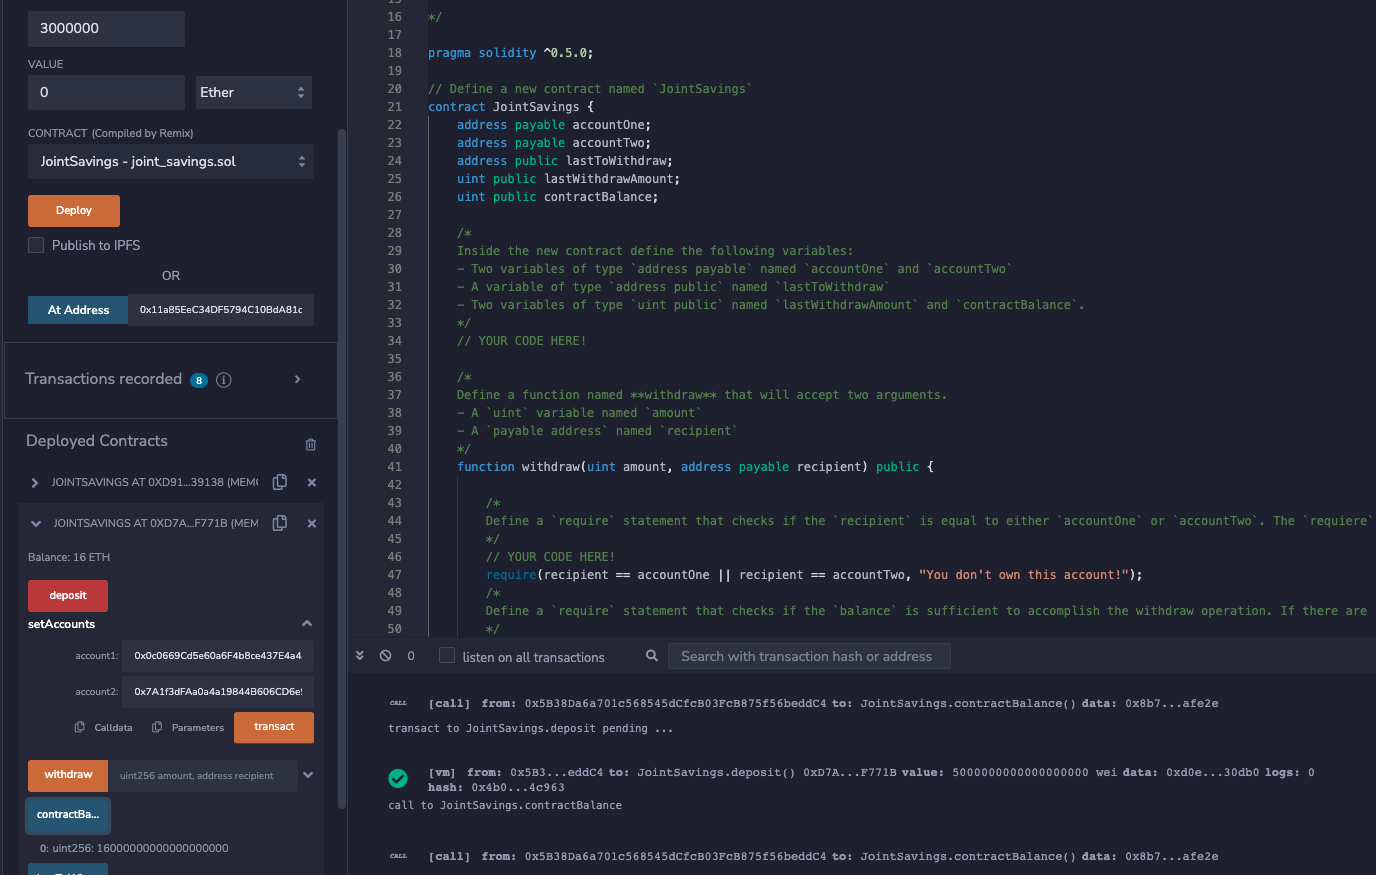 3000000
VALUE
0
Ether
CONTRACT (Compiled by Remix)
JointSavings - joint_savings.sol
Deploy
Publish to IPFS
OR
At Address
0x11a85EeC34DF5794C10BdA81c
Transactions recorded 8 i
Deployed Contracts
JOINTSAVINGS AT 0XD91...39138 (MEM
JOINTSAVINGS AT 0XD7A...F771B (MEM
Balance: 16 ETH
deposit
setAccounts
account1: 0x0c0669Cd5e60a6F4b8ce437E4a4
account2: 0x7A1f3dFAa0a4a19844B606CD6e
Calldata
Parameters
transact
withdraw
uint256 amount, address recipient
contractBa...
0: uint256: 16000000000000000000
16 */
17
18 pragma solidity ^0.5.0;
19
20 // Define a new contract named `JointSavings`
21 contract JointSavings {
22 address payable accountOne;
23 address payable accountTwo;
24 address public lastToWithdraw;
25 uint public lastWithdrawAmount;
26 uint public contractBalance;
27
28 /*
29 Inside the new contract define the following variables:
30 - Two variables of type `address payable` named `accountOne` and `accountTwo`
31 - A variable of type `address public` named `lastToWithdraw`
32 - Two variables of type `uint public` named `lastWithdrawAmount` and `contractBalance`.
33 */
34 // YOUR CODE HERE!
35
36 /*
37 Define a function named **withdraw** that will accept two arguments.
38 - A `uint` variable named `amount`
39 - A `payable address` named `recipient`
40 */
41 function withdraw(uint amount, address payable recipient) public {
42
43 /*
44 Define a `require` statement that checks if the `recipient` is equal to either `accountOne` or `accountTwo`. The `requiere`
45 */
46 // YOUR CODE HERE!
47 require(recipient == accountOne || recipient == accountTwo, "You don't own this account!");
48 /*
49 Define a `require` statement that checks if the `balance` is sufficient to accomplish the withdraw operation. If there are
50 */
0
listen on all transactions
Search with transaction hash or address
CALL [call] from: 0x5B38Da6a701c568545dCfcB03FcB875f56beddC4 to: JointSavings.contractBalance() data: 0x8b7...afe2e
transact to JointSavings.deposit pending ...
[vm] from: 0x5B3...eddC4 to: JointSavings.deposit() 0xD7A...F771B value: 5000000000000000000 wei data: 0xd0e...30db0 logs: 0
hash: 0x4b0...4c963
call to JointSavings.contractBalance
CALL [call] from: 0x5B38Da6a701c568545dCfcB03FcB875f56beddC4 to: JointSavings.contractBalance() data: 0x8b7...afe2e